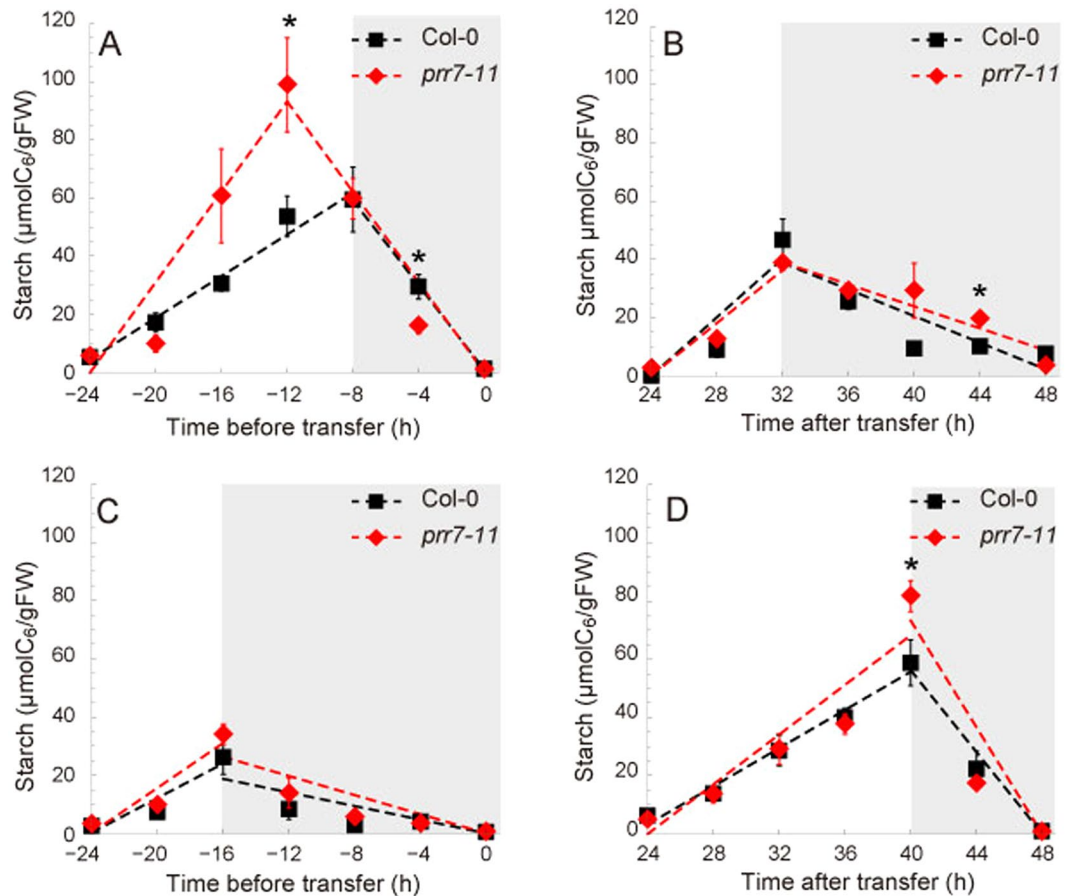 A
*
*
Col-0
prr7-11
Starch (µmolC₆/gFW)
120
100
80
60
40
20
0
−24 −20 −16 −12 −8 −4 0
Time before transfer (h)
B
*
Col-0
prr7-11
Starch µmolC₆/gFW)
120
100
80
60
40
20
0
24 28 32 36 40 44 48
Time after transfer (h)
C
Col-0
prr7-11
Starch (µmolC₆/gFW)
120
100
80
60
40
20
0
−24 −20 −16 −12 −8 −4 0
Time before transfer (h)
D
*
Col-0
prr7-11
Starch (µmolC₆/gFW)
120
100
80
60
40
20
0
24 28 32 36 40 44 48
Time after transfer (h)